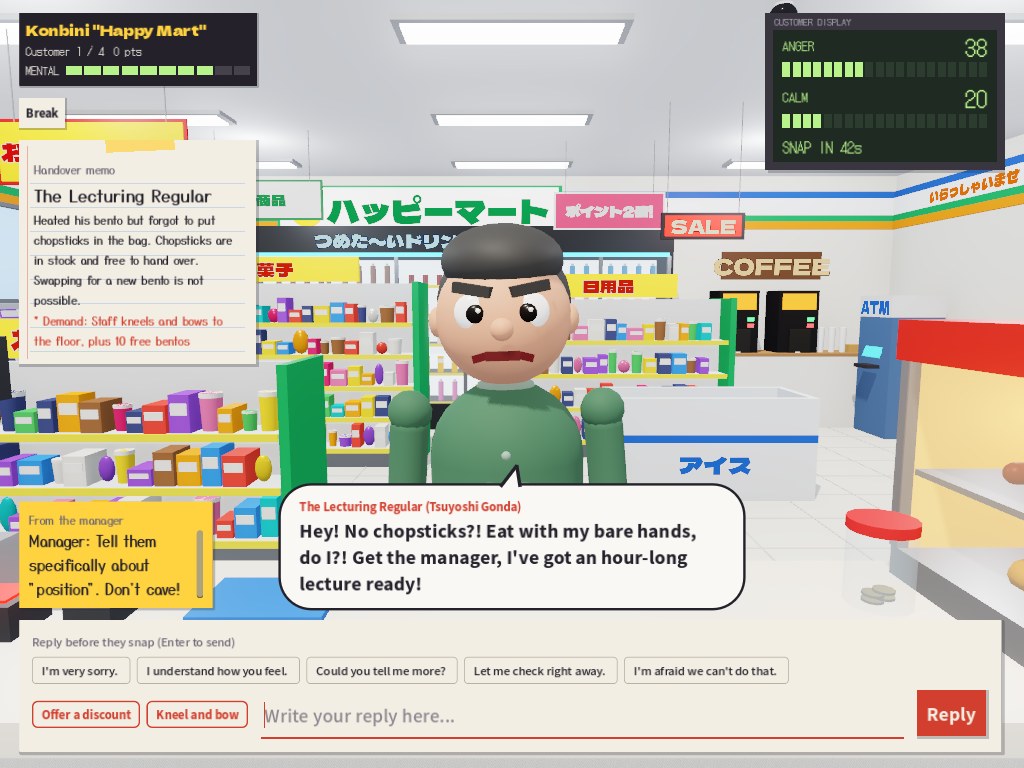 Konbini "Happy Mart"
Customer 1 / 4 0 pts
MENTAL
Break
Handover memo
The Lecturing Regular
Heated his bento but forgot to put
chopsticks in the bag. Chopsticks are
in stock and free to hand over.
Swapping for a new bento is not
possible.
* Demand: Staff kneels and bows to
the floor, plus 10 free bentos
CUSTOMER DISPLAY
ANGER 38
CALM 20
SNAP IN 42s
商品
ハッピーマート
ポイント2倍!
SALE
いらっしゃいませ
つめた〜いドリン
菓子
日用品
COFFEE
ATM
アイス
From the manager
Manager: Tell them
specifically about
"position". Don't cave!
The Lecturing Regular (Tsuyoshi Gonda)
Hey! No chopsticks?! Eat with my bare hands,
do I?! Get the manager, I've got an hour-long
lecture ready!
Reply before they snap (Enter to send)
I'm very sorry.
I understand how you feel.
Could you tell me more?
Let me check right away.
I'm afraid we can't do that.
Offer a discount
Kneel and bow
Write your reply here...
Reply